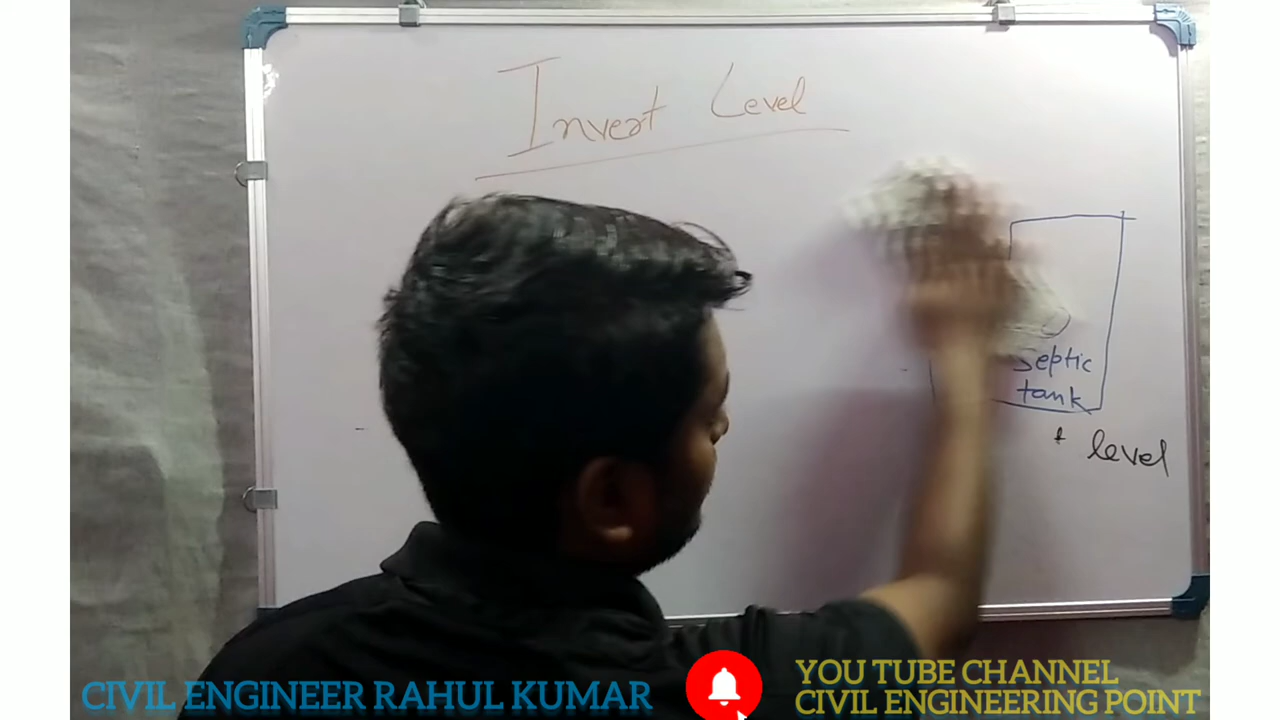 Invert Level
septic
tank
level
CIVIL ENGINEER RAHUL KUMAR
YOU TUBE CHANNEL
CIVIL ENGINEERING POINT